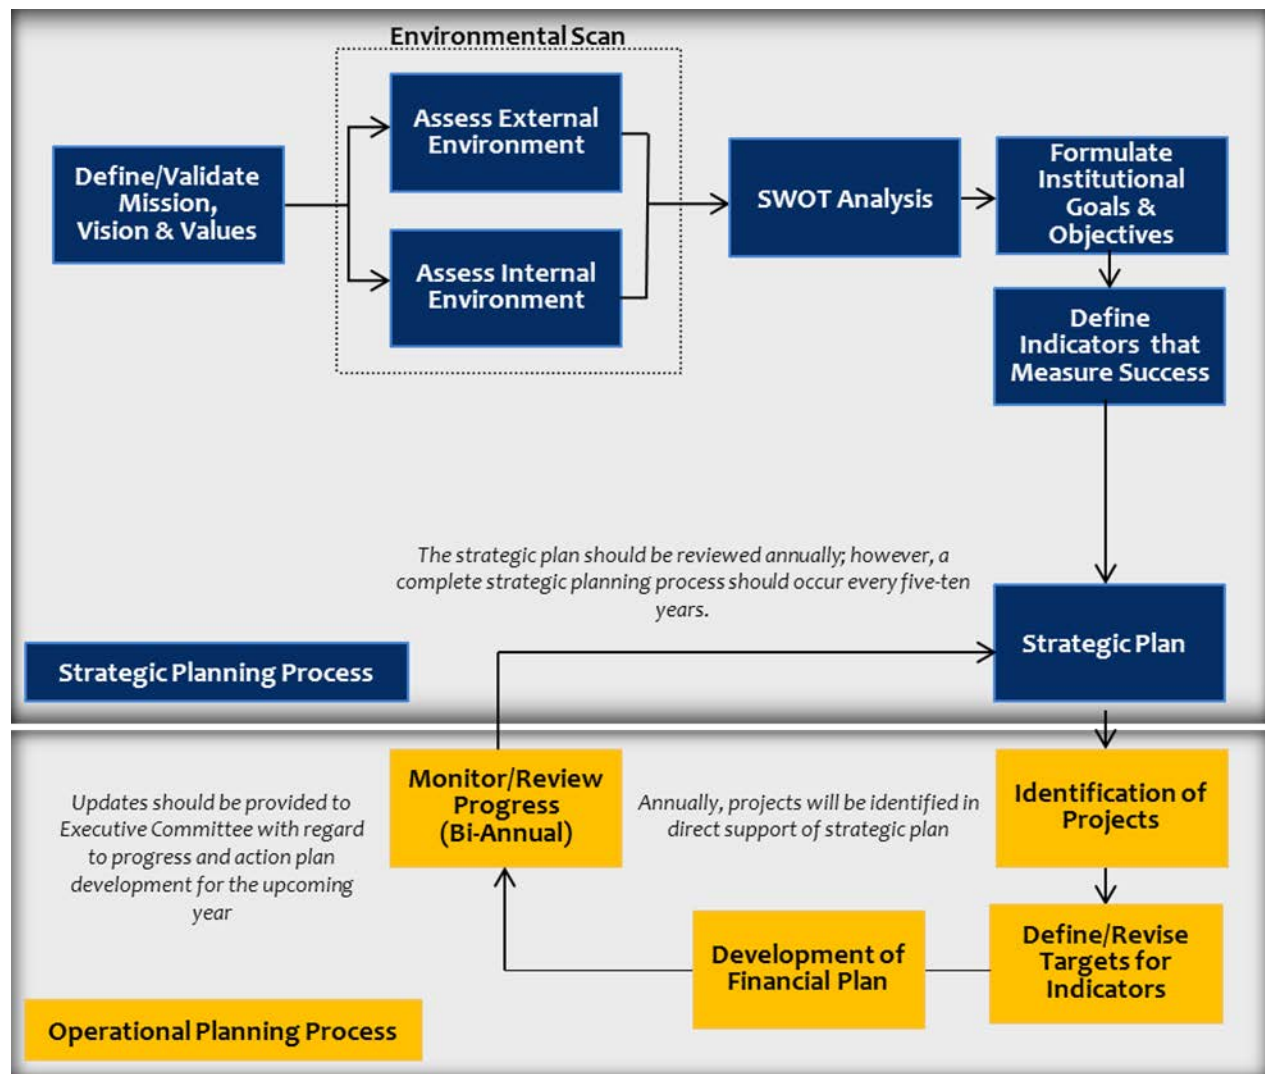 Environmental Scan
Assess External
Environment
Define/Validate
Mission,
Vision & Values
Assess Internal
Environment
SWOT Analysis
Formulate
Institutional
Goals &
Objectives
Define
Indicators that
Measure Success
The strategic plan should be reviewed annually; however, a
complete strategic planning process should occur every five-ten
years.
Strategic Plan
Strategic Planning Process
Monitor/Review
Progress
(Bi-Annual)
Updates should be provided to
Executive Committee with regard
to progress and action plan
development for the upcoming
year
Annually, projects will be identified in
direct support of strategic plan
Identification of
Projects
Define/Revise
Targets for
Indicators
Development of
Financial Plan
Operational Planning Process